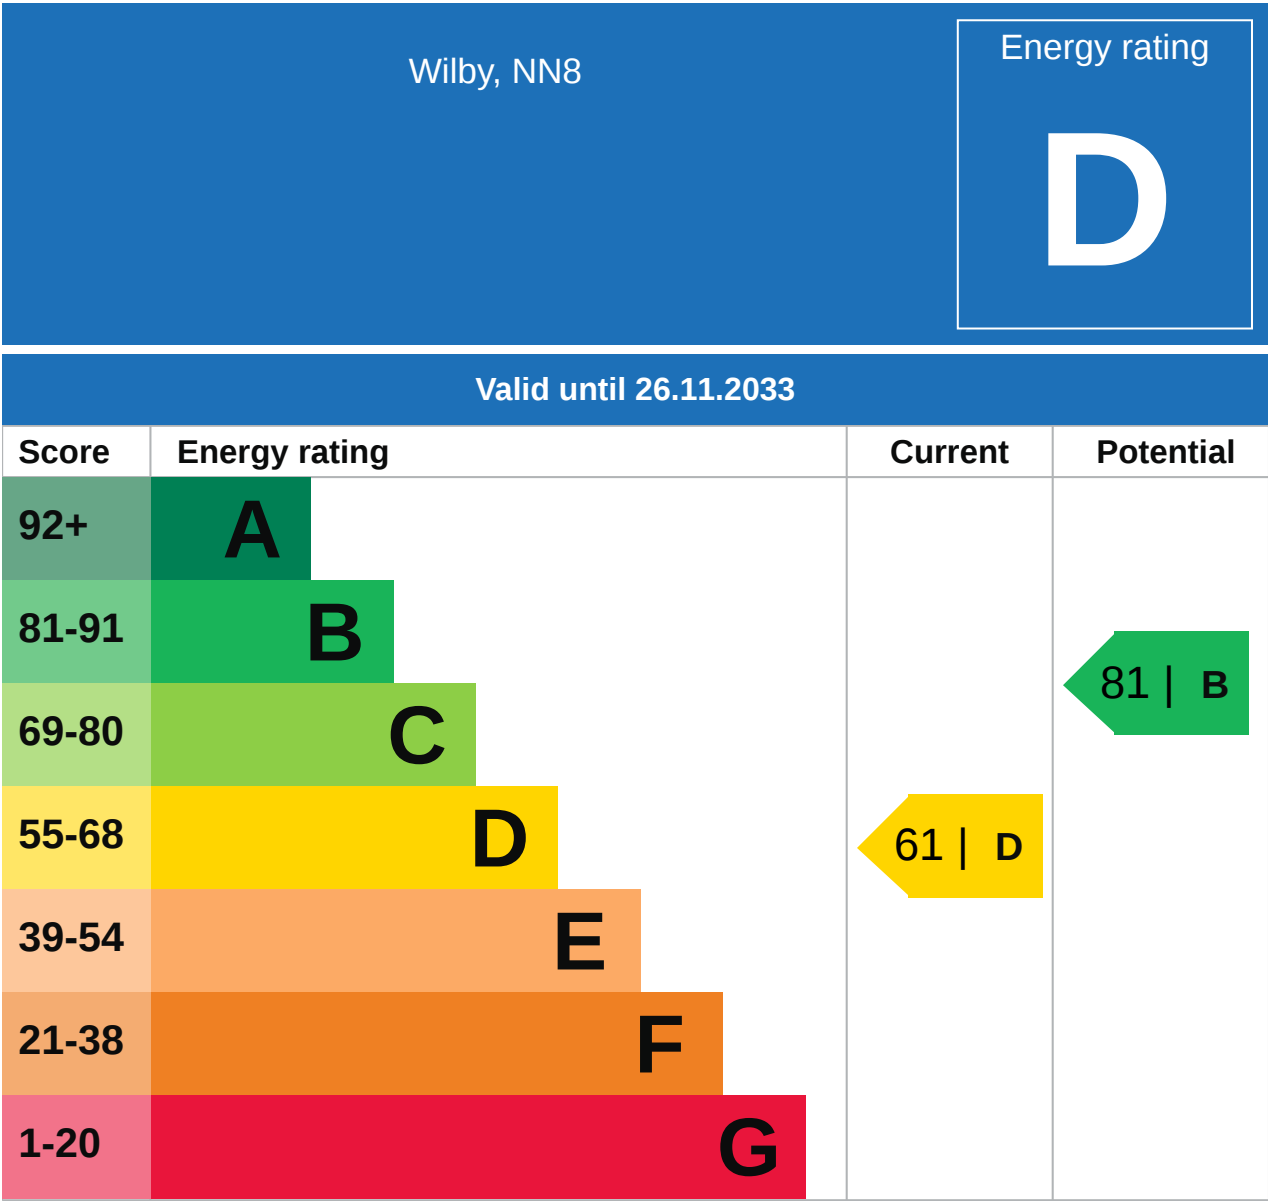 Wilby, NN8
Energy rating
D
Valid until 26.11.2033
Score Energy rating Current Potential
92+ A
81-91 B
81 | B
69-80 C
55-68 D
61 | D
39-54 E
21-38 F
1-20 G